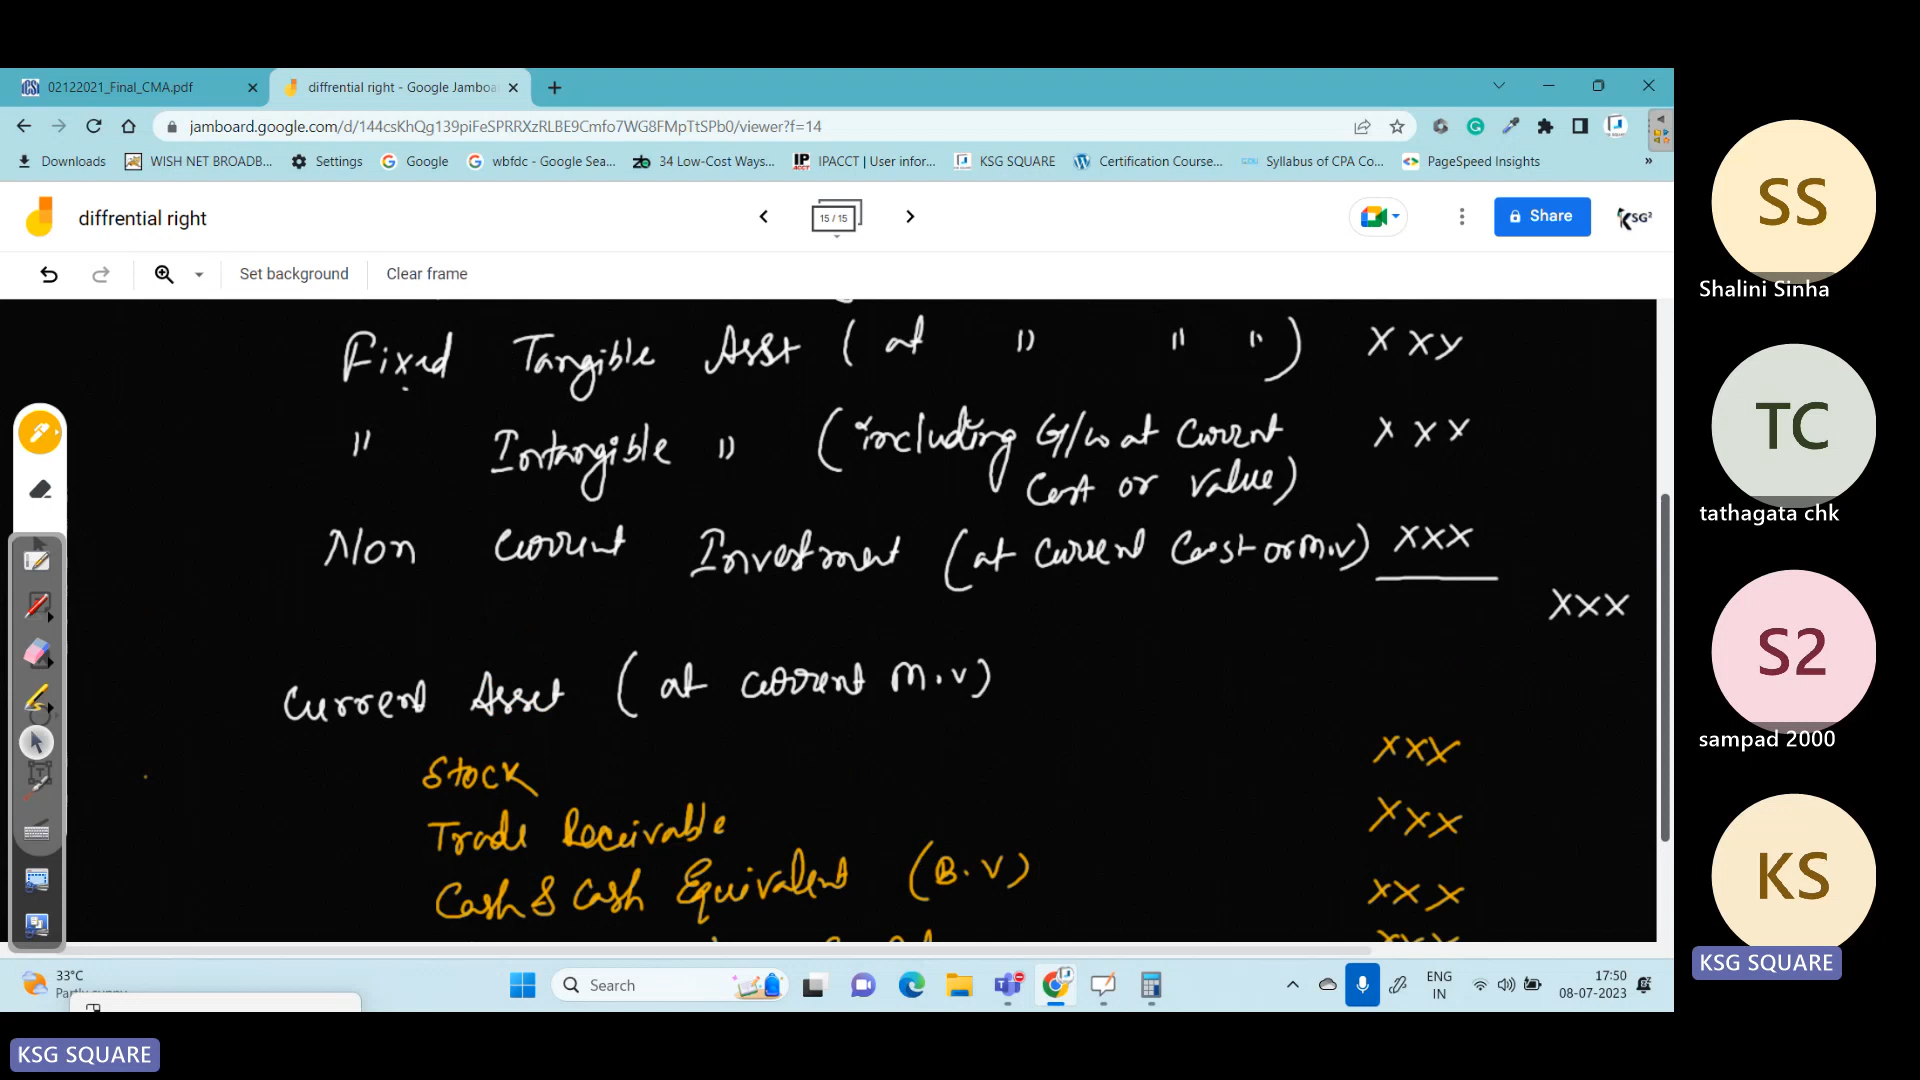 02122021_Final_CMA.pdf
diffrential right - Google Jamboa
jamboard.google.com/d/144csKhQg139piFeSPRRXzRLBE9Cmfo7WG8FMpTtSPb0/viewer?f=14
Downloads WISH NET BROADB... Settings Google wbfdc - Google Sea... 34 Low-Cost Ways... IPACCT | User infor... KSG SQUARE Certification Course... Syllabus of CPA Co... PageSpeed Insights »
diffrential right
15 / 15
Share
KSG²
Set background Clear frame
Fixed Tangible Asst (at " " ") XXY
" Intangible " (including G/w at Current XXX
Cost or Value)
Non current Investment (at current Cost or M.V) XXX
XXX
Current Asset (at current M.V)
Stock XXX
Trade Receivable XXX
Cash & Cash Equivalent (B.V) XXX
SS
Shalini Sinha
TC
tathagata chk
S2
sampad 2000
KS
KSG SQUARE
33°C
Partly sunny
Search
ENG
IN
17:50
08-07-2023
KSG SQUARE